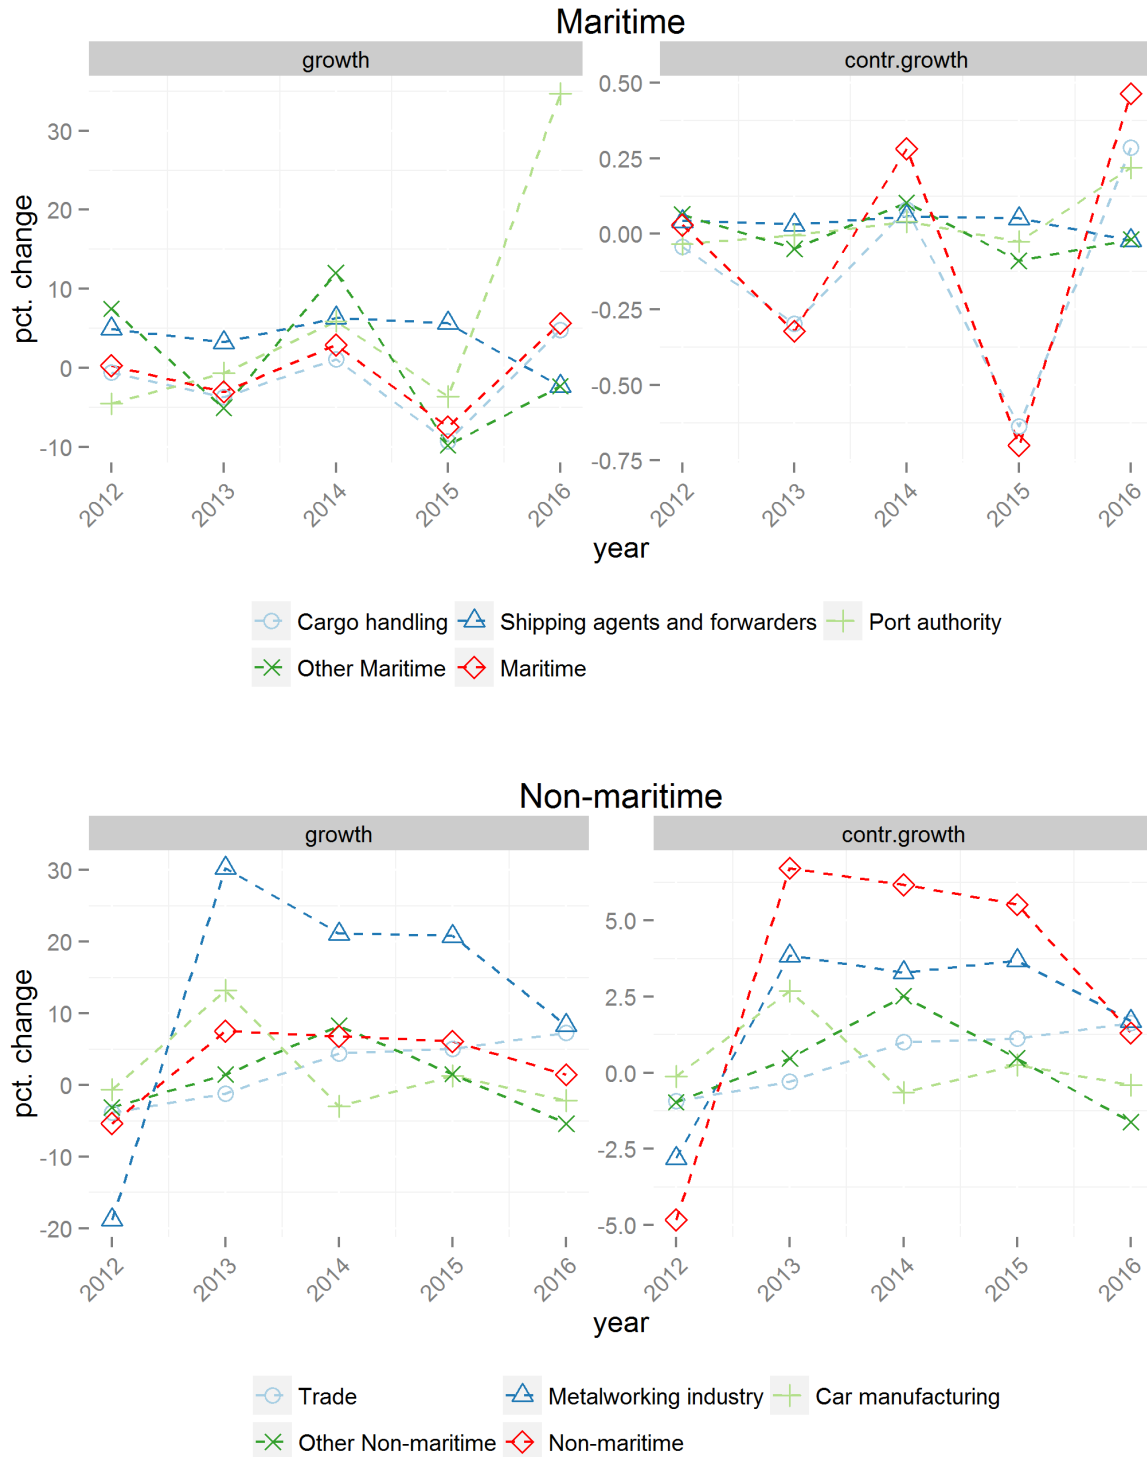 Maritime
growth contr.growth
pct. change
30
20
10
0
-10
0.50
0.25
0.00
-0.25
-0.50
-0.75
2012 2013 2014 2015 2016 2012 2013 2014 2015 2016
year
Cargo handling Shipping agents and forwarders Port authority
Other Maritime Maritime
Non-maritime
growth contr.growth
pct. change
30
20
10
0
-10
-20
5.0
2.5
0.0
-2.5
-5.0
2012 2013 2014 2015 2016 2012 2013 2014 2015 2016
year
Trade Metalworking industry Car manufacturing
Other Non-maritime Non-maritime